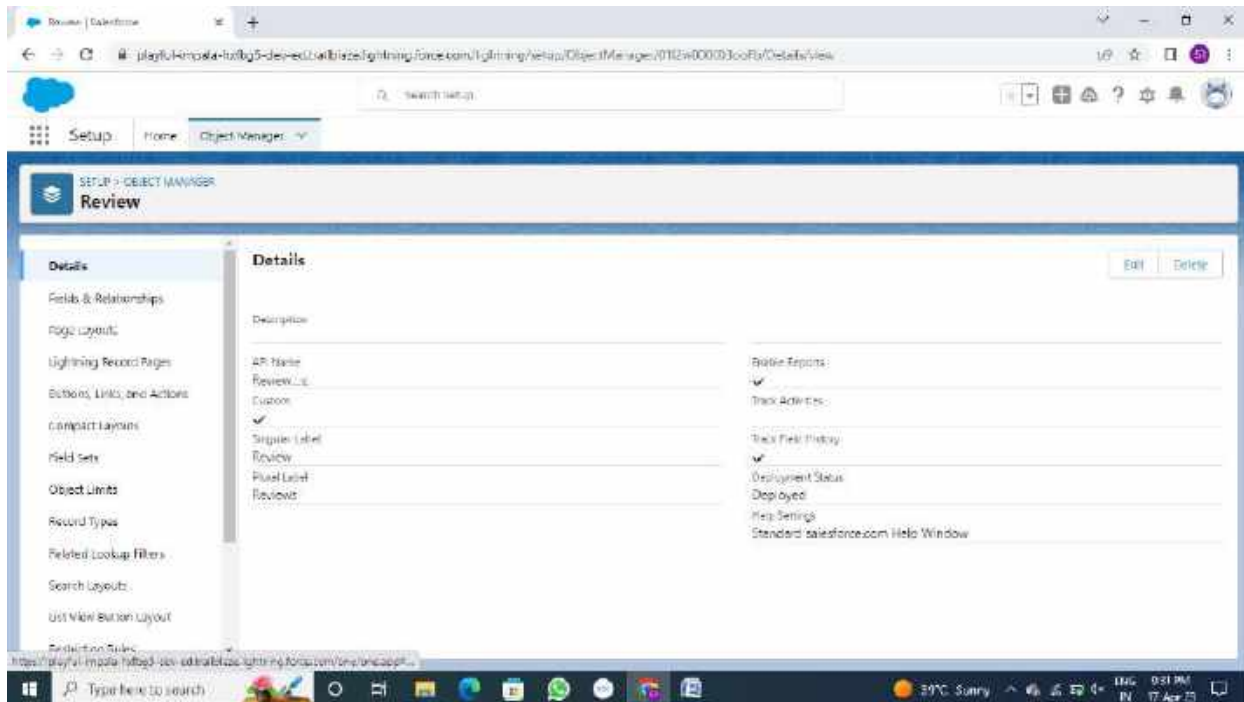 Review | Salesforce
Search Setup
Setup
Home
Object Manager
SETUP > OBJECT MANAGER
Review
Details
Fields & Relationships
Page Layouts
Lightning Record Pages
Buttons, Links, and Actions
Compact Layouts
Field Sets
Object Limits
Record Types
Related Lookup Filters
Search Layouts
List View Button Layout
Restriction Rules
Details
Edit
Delete
Description
API Name
Review__c
Custom
Singular Label
Review
Plural Label
Reviews
Enable Reports
Track Activities
Track Field History
Deployment Status
Deployed
Help Settings
Standard salesforce.com Help Window
Type here to search
39°C Sunny
ENG
IN
17-Apr-23